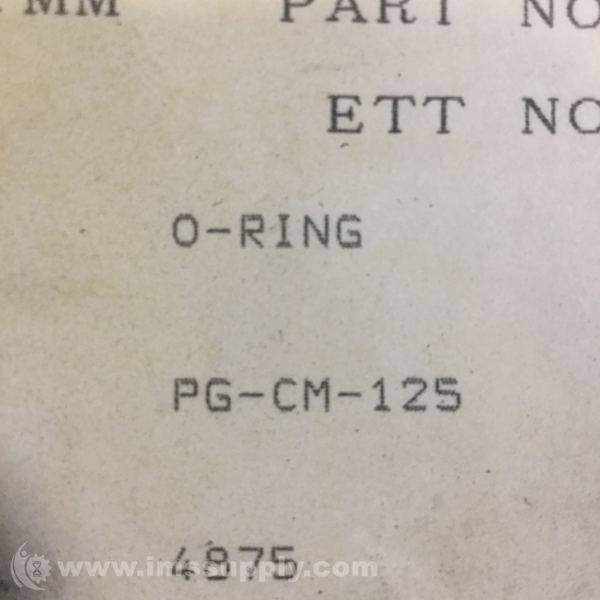 MM PART NO
ETT NO
O-RING
PG-CM-125
4875
www.imssupply.com